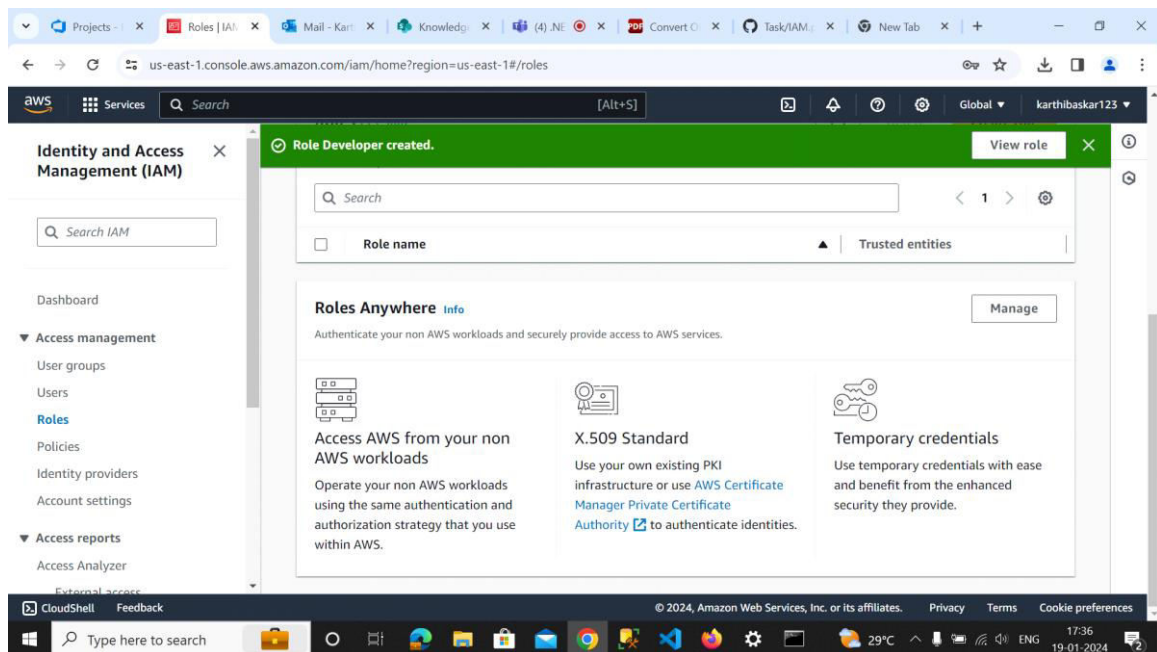 Projects -
Roles | IAM
Mail - Kart
Knowledg
(4) .NE
Convert O
Task/IAM.
New Tab
us-east-1.console.aws.amazon.com/iam/home?region=us-east-1#/roles
aws
Services
Search
[Alt+S]
Global
karthibaskar123
Identity and Access
Management (IAM)
Search IAM
Dashboard
Access management
User groups
Users
Roles
Policies
Identity providers
Account settings
Access reports
Access Analyzer
External access
Role Developer created.
View role
Search
1
Role name
Trusted entities
Roles Anywhere Info
Manage
Authenticate your non AWS workloads and securely provide access to AWS services.
Access AWS from your non
AWS workloads
Operate your non AWS workloads
using the same authentication and
authorization strategy that you use
within AWS.
X.509 Standard
Use your own existing PKI
infrastructure or use AWS Certificate
Manager Private Certificate
Authority to authenticate identities.
Temporary credentials
Use temporary credentials with ease
and benefit from the enhanced
security they provide.
CloudShell
Feedback
© 2024, Amazon Web Services, Inc. or its affiliates.
Privacy
Terms
Cookie preferences
Type here to search
29°C
ENG
17:36
19-01-2024
2